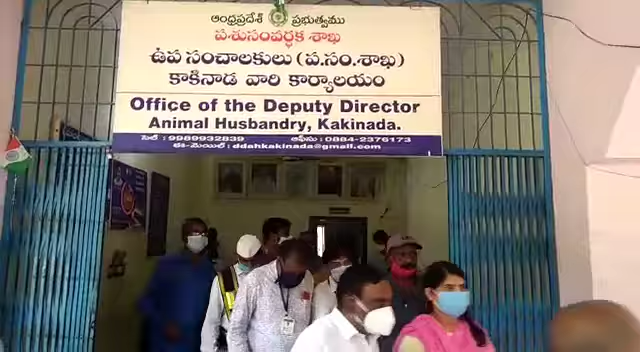 ఆంధ్రప్రదేశ్ ప్రభుత్వము
పశుసంవర్ధక శాఖ
ఉప సంచాలకులు (ప.సం.శాఖ)
కాకినాడ వారి కార్యాలయం
Office of the Deputy Director
Animal Husbandry, Kakinada.
సెల్ : 9989932839 ఆఫీసు : 0884-2376173
ఈ-మెయిల్ : ddahkakinada@gmail.com